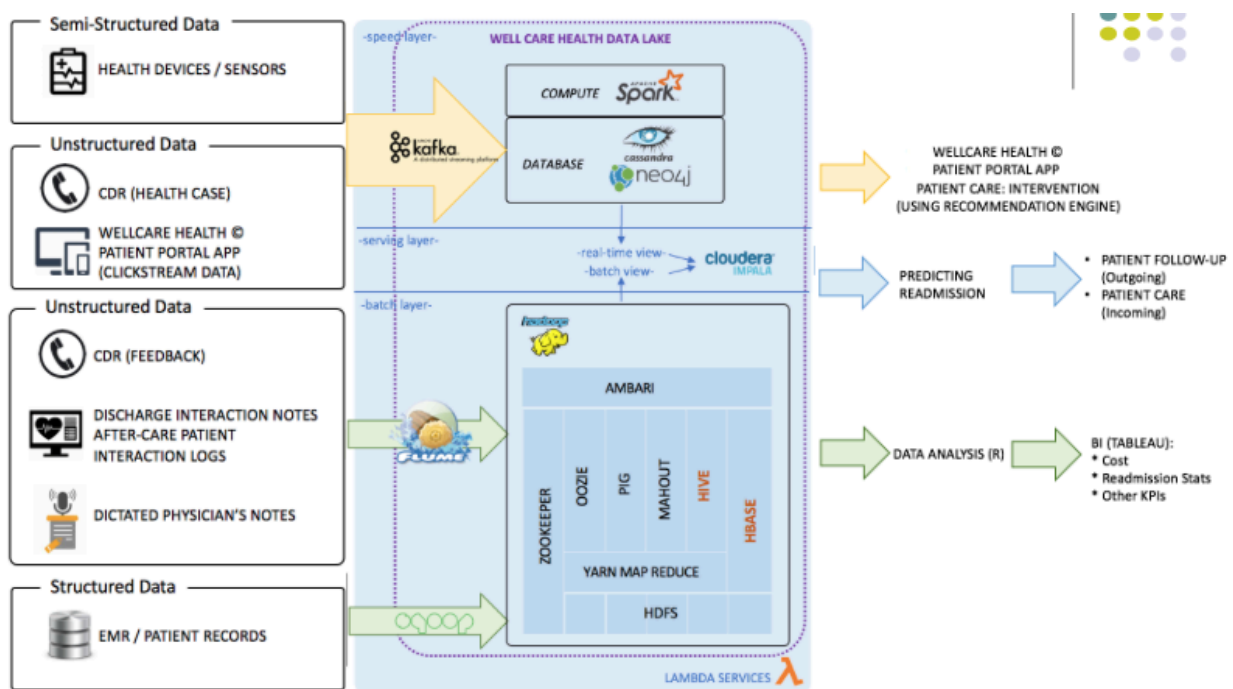 Semi-Structured Data
HEALTH DEVICES / SENSORS
Unstructured Data
CDR (HEALTH CASE)
WELLCARE HEALTH ©
PATIENT PORTAL APP
(CLICKSTREAM DATA)
Unstructured Data
CDR (FEEDBACK)
DISCHARGE INTERACTION NOTES
AFTER-CARE PATIENT
INTERACTION LOGS
DICTATED PHYSICIAN'S NOTES
Structured Data
EMR / PATIENT RECORDS
-speed layer-
WELL CARE HEALTH DATA LAKE
COMPUTE
APACHE
Spark
kafka
A distributed streaming platform
DATABASE
cassandra
neo4j
-serving layer-
-real-time view-
-batch view-
cloudera
IMPALA
-batch layer-
hadoop
AMBARI
ZOOKEEPER
OOZIE
PIG
MAHOUT
HIVE
HBASE
YARN MAP REDUCE
HDFS
FLUME
sqoop
LAMBDA SERVICES λ
WELLCARE HEALTH ©
PATIENT PORTAL APP
PATIENT CARE: INTERVENTION
(USING RECOMMENDATION ENGINE)
PREDICTING
READMISSION
• PATIENT FOLLOW-UP
(Outgoing)
• PATIENT CARE
(Incoming)
DATA ANALYSIS (R)
BI (TABLEAU):
* Cost
* Readmission Stats
* Other KPIs